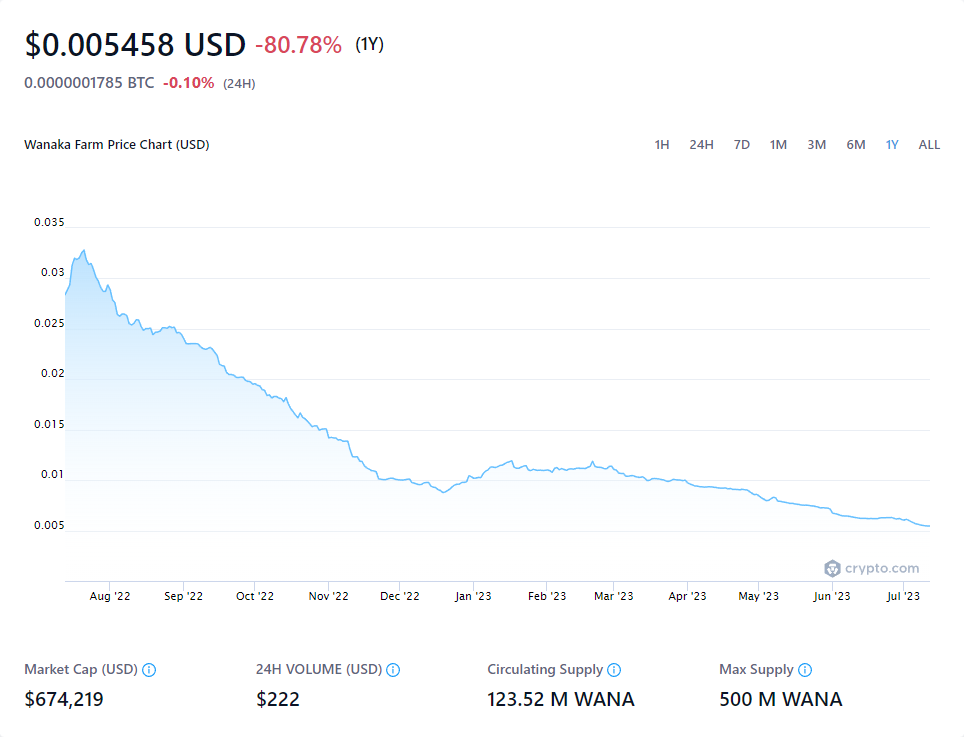 $0.005458 USD -80.78% (1Y)
0.0000001785 BTC -0.10% (24H)
Wanaka Farm Price Chart (USD) 1H 24H 7D 1M 3M 6M 1Y ALL
0.035
0.03
0.025
0.02
0.015
0.01
0.005
crypto.com
Aug '22 Sep '22 Oct '22 Nov '22 Dec '22 Jan '23 Feb '23 Mar '23 Apr '23 May '23 Jun '23 Jul '23
Market Cap (USD) 24H VOLUME (USD) Circulating Supply Max Supply
$674,219 $222 123.52 M WANA 500 M WANA